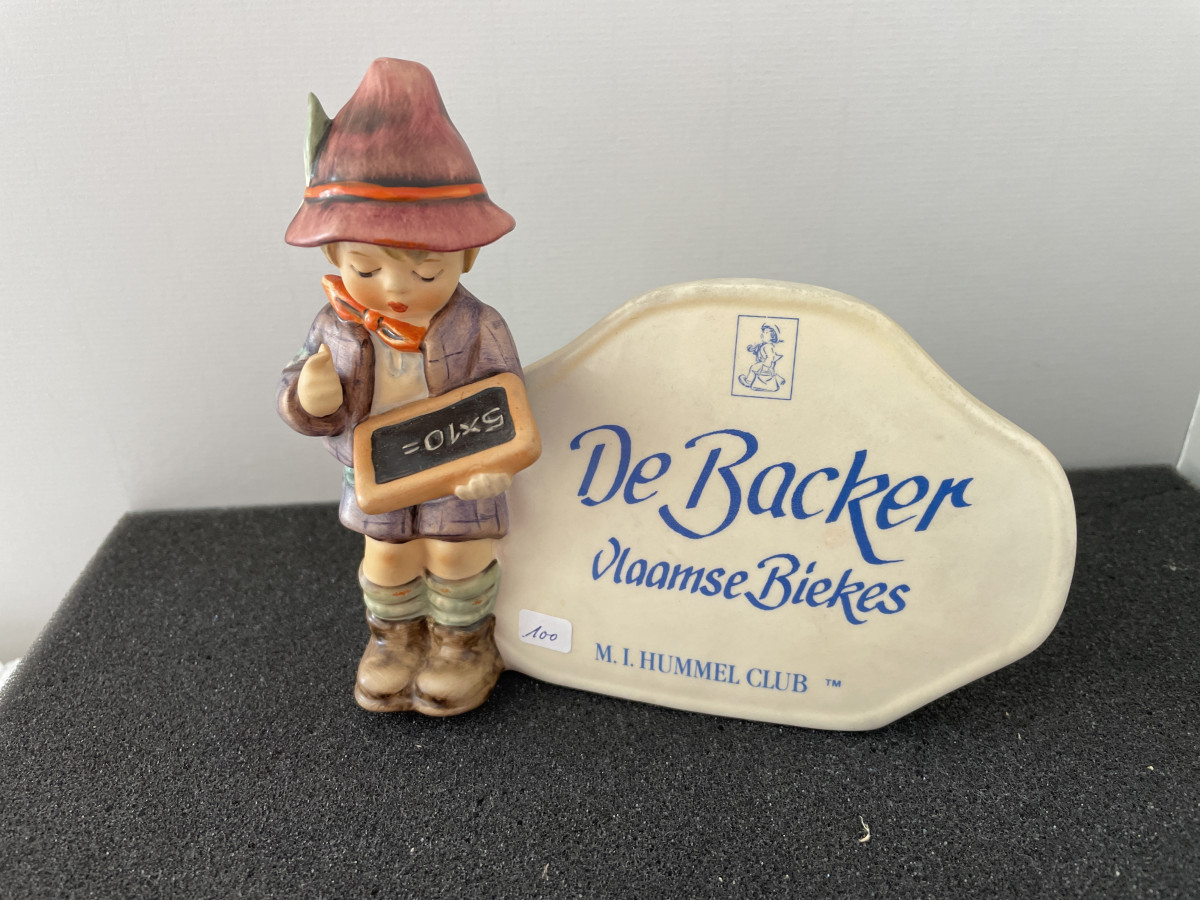 5x10=
De Backer
Vlaamse Biekes
100
M. I. HUMMEL CLUB ™